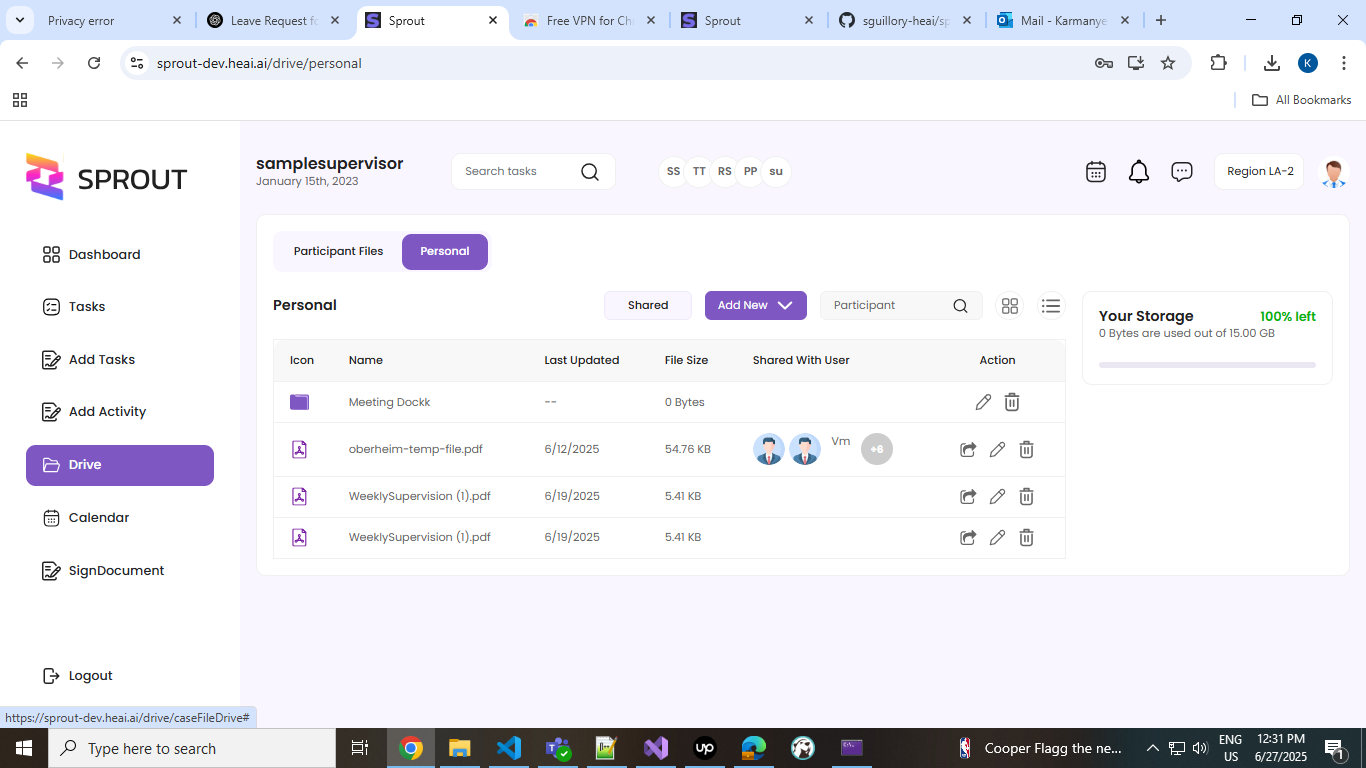 Privacy error
Leave Request fo
Sprout
Free VPN for Ch
Sprout
sguillory-heai/sp
Mail - Karmanye
sprout-dev.heai.ai/drive/personal
K
All Bookmarks
SPROUT
samplesupervisor
January 15th, 2023
Search tasks
SS
TT
RS
PP
su
Region LA-2
Dashboard
Tasks
Add Tasks
Add Activity
Drive
Calendar
SignDocument
Logout
Participant Files
Personal
Personal
Shared
Add New
Participant
Your Storage
100% left
0 Bytes are used out of 15.00 GB
Icon Name Last Updated File Size Shared With User Action
Meeting Dockk -- 0 Bytes
oberheim-temp-file.pdf 6/12/2025 54.76 KB Vm +6
WeeklySupervision (1).pdf 6/19/2025 5.41 KB
WeeklySupervision (1).pdf 6/19/2025 5.41 KB
https://sprout-dev.heai.ai/drive/caseFileDrive#
Type here to search
up
Cooper Flagg the ne...
ENG
US
12:31 PM
6/27/2025
1